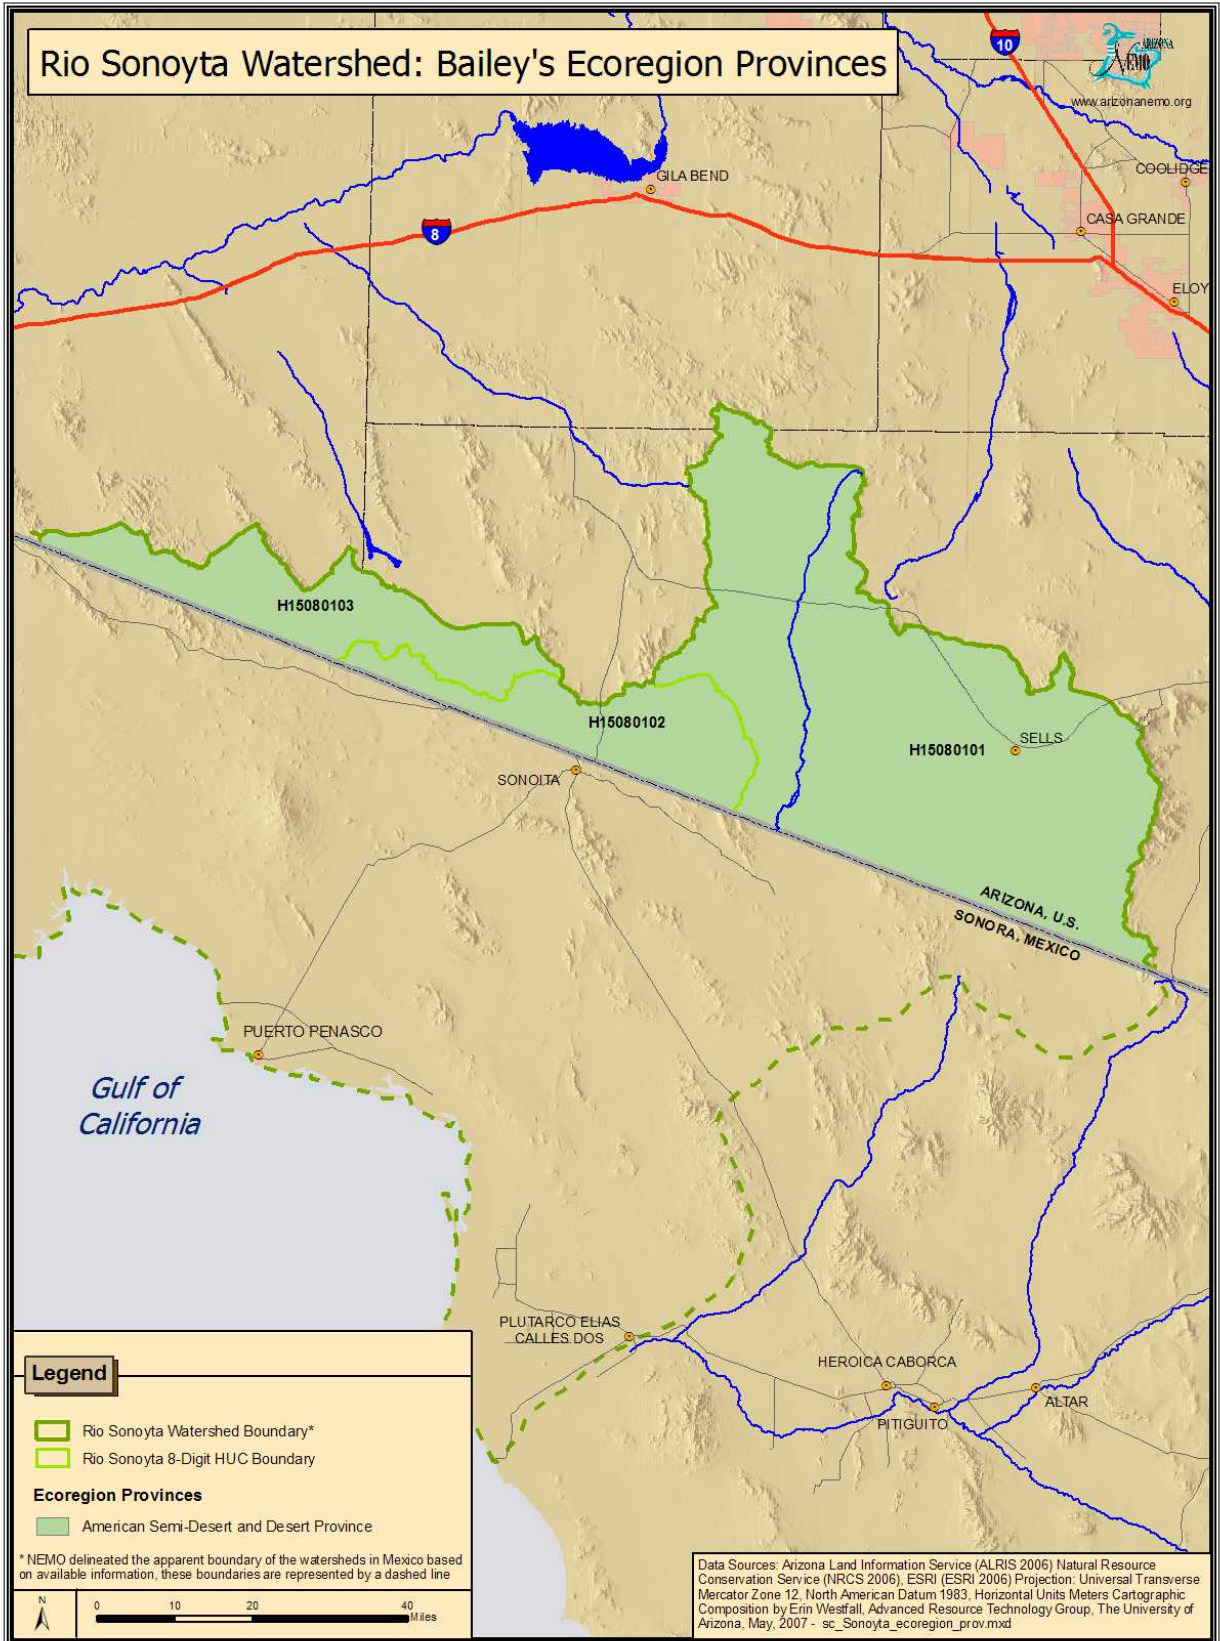 Rio Sonoyta Watershed: Bailey's Ecoregion Provinces
10
ARIZONA
NEMO
www.arizonanemo.org
GILA BEND
COOLIDGE
CASA GRANDE
8
ELOY
H15080103
H15080102
H15080101
SELLS
SONOITA
ARIZONA, U.S.
SONORA, MEXICO
PUERTO PENASCO
Gulf of
California
PLUTARCO ELIAS
CALLES DOS
HEROICA CABORCA
PITIGUITO
ALTAR
Legend
Rio Sonoyta Watershed Boundary*
Rio Sonoyta 8-Digit HUC Boundary
Ecoregion Provinces
American Semi-Desert and Desert Province
* NEMO delineated the apparent boundary of the watersheds in Mexico based
on available information, these boundaries are represented by a dashed line
N
0 10 20 40
Miles
Data Sources: Arizona Land Information Service (ALRIS 2006) Natural Resource
Conservation Service (NRCS 2006), ESRI (ESRI 2006) Projection: Universal Transverse
Mercator Zone 12, North American Datum 1983, Horizontal Units Meters Cartographic
Composition by Erin Westfall, Advanced Resource Technology Group, The University of
Arizona, May, 2007 - sc_Sonoyta_ecoregion_prov.mxd